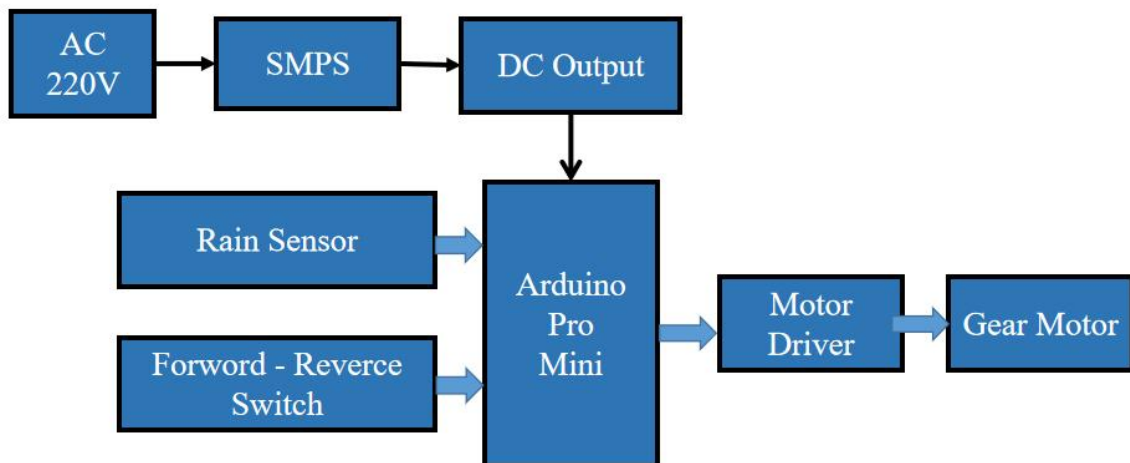 AC
220V
SMPS
DC Output
Rain Sensor
Arduino
Pro
Mini
Motor
Driver
Gear Motor
Forword - Reverce
Switch